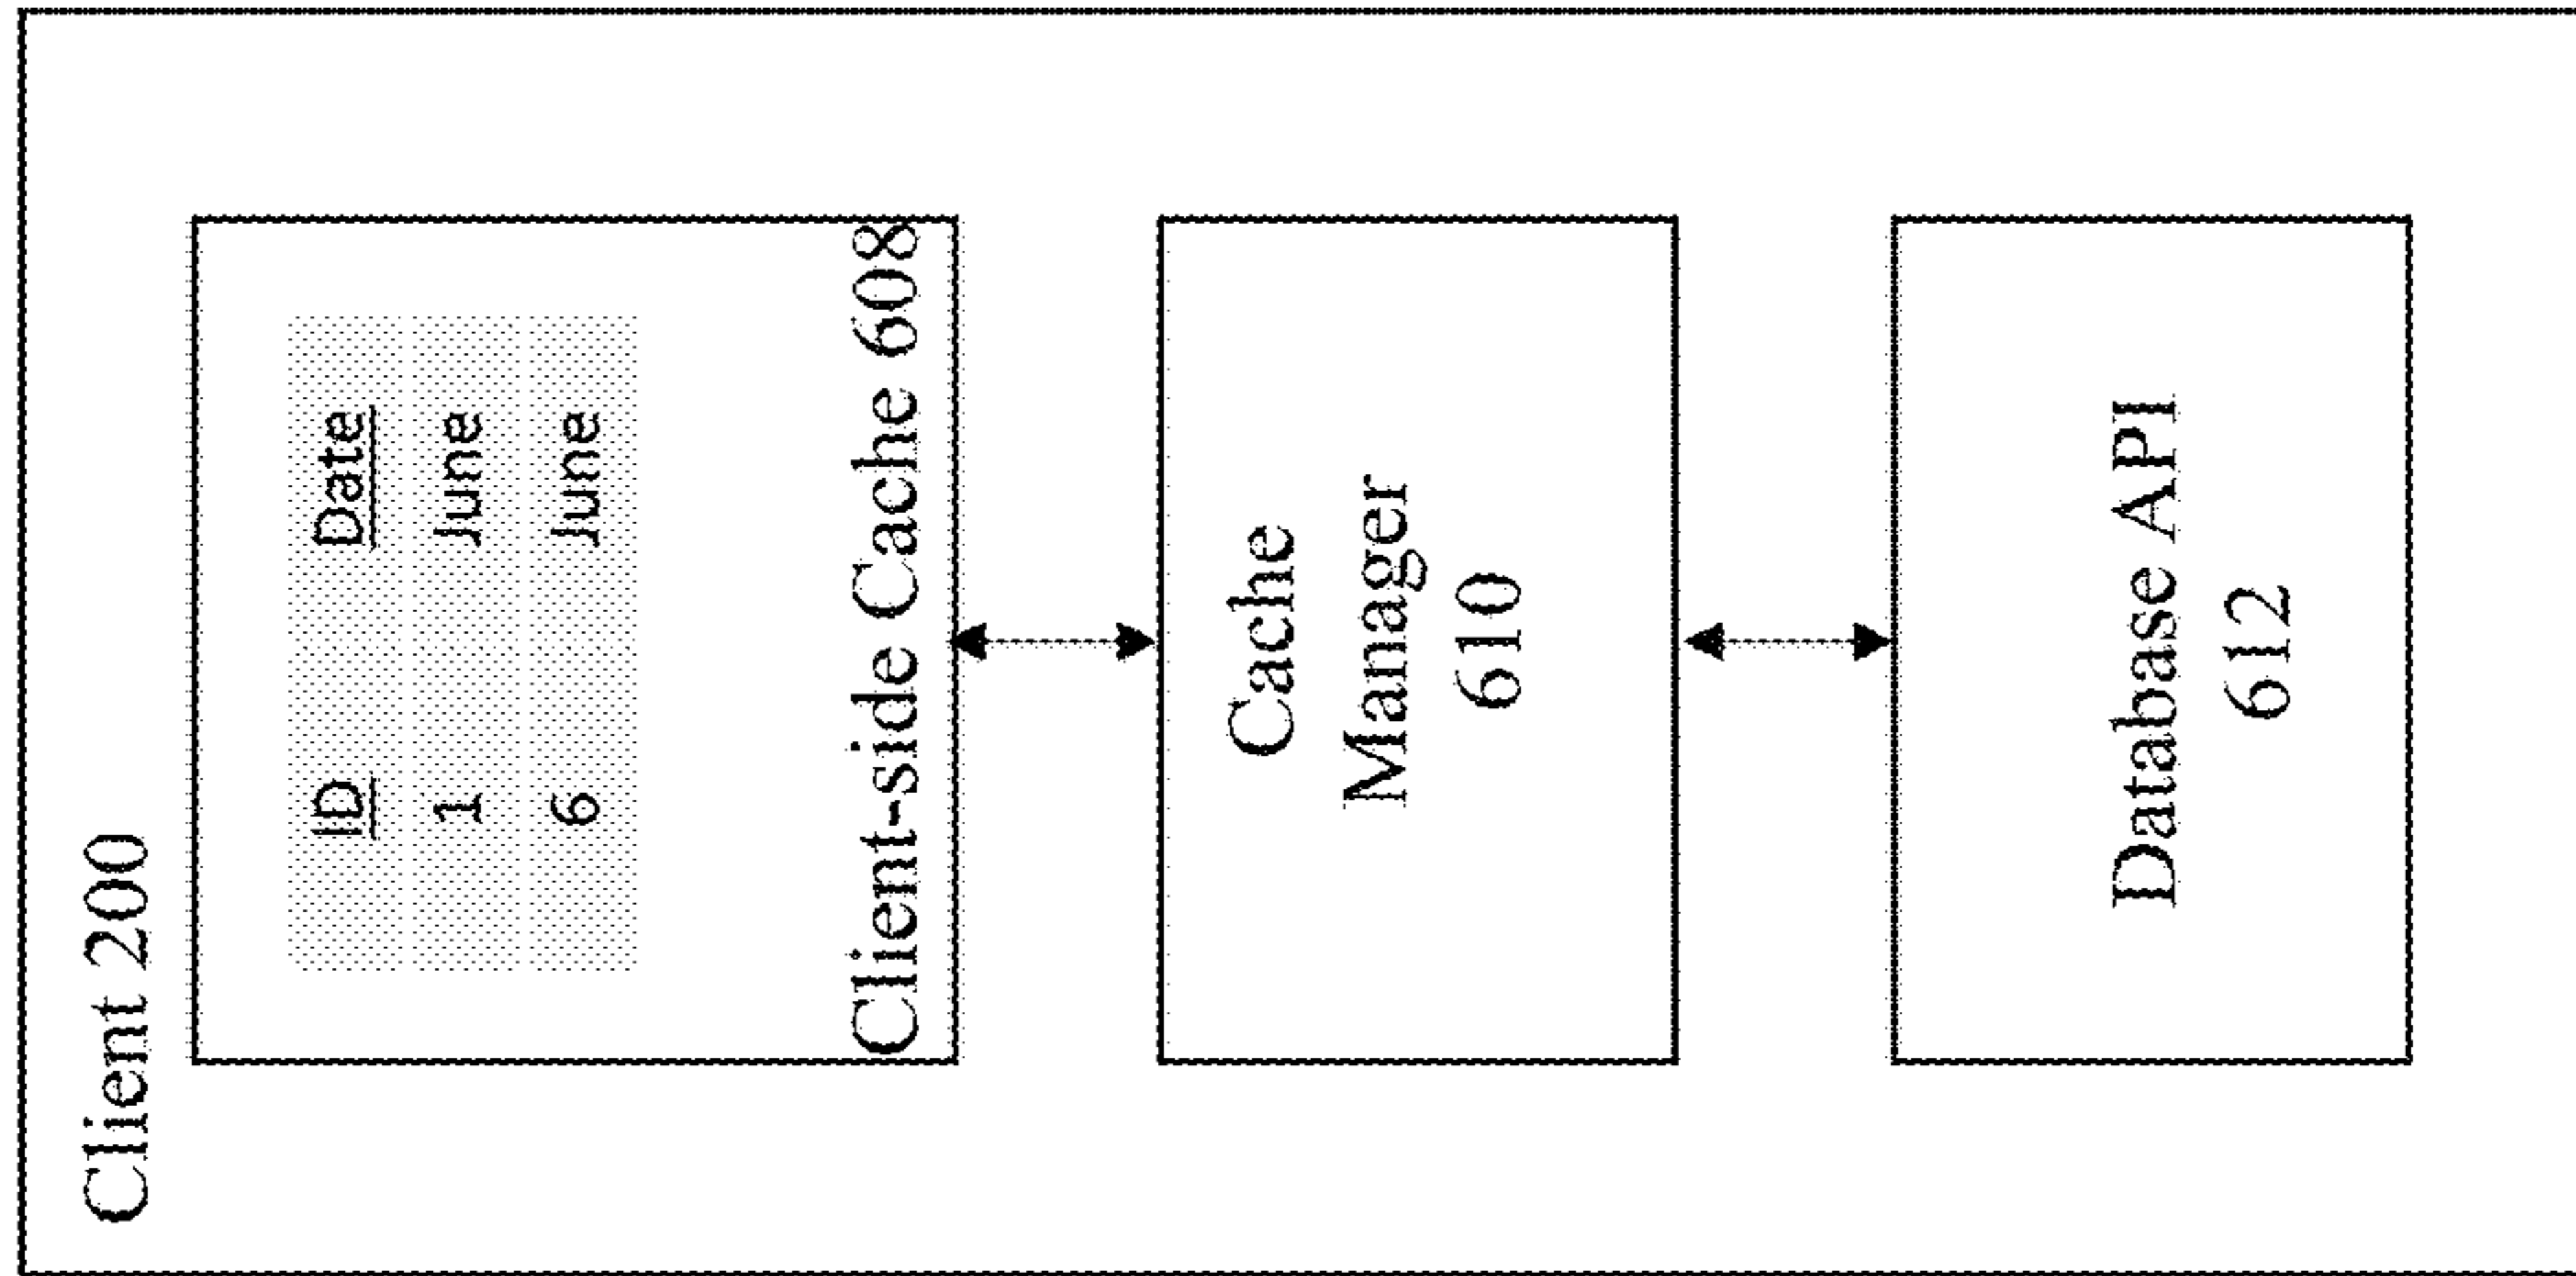 Client 200
ID Date
1 June
6 June
Client-side Cache 608
Cache
Manager
610
Database API
612